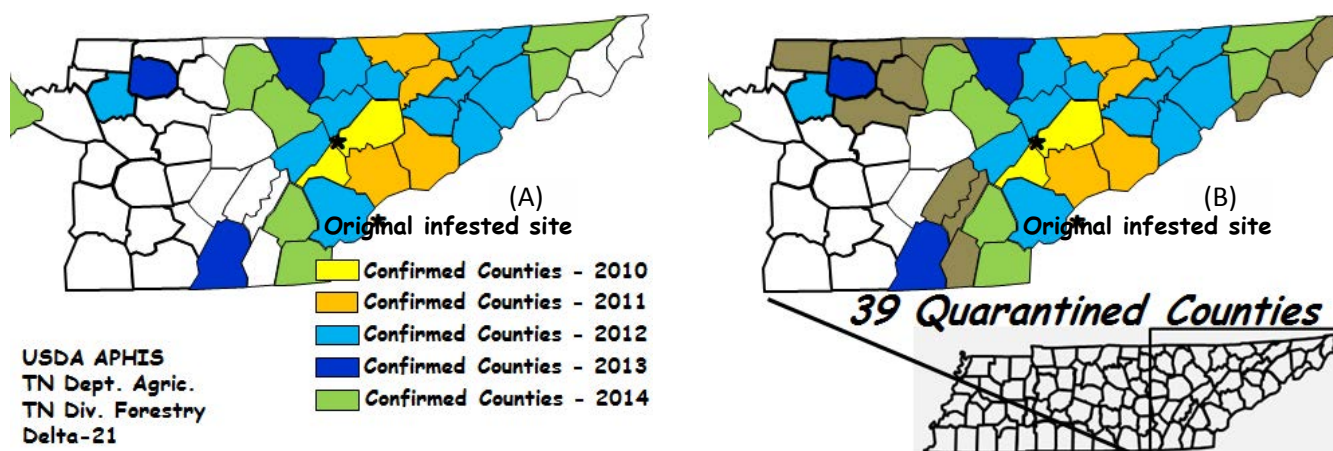 (A)
Original infested site
Confirmed Counties - 2010
Confirmed Counties - 2011
Confirmed Counties - 2012
Confirmed Counties - 2013
Confirmed Counties - 2014
USDA APHIS
TN Dept. Agric.
TN Div. Forestry
Delta-21
(B)
Original infested site
39 Quarantined Counties